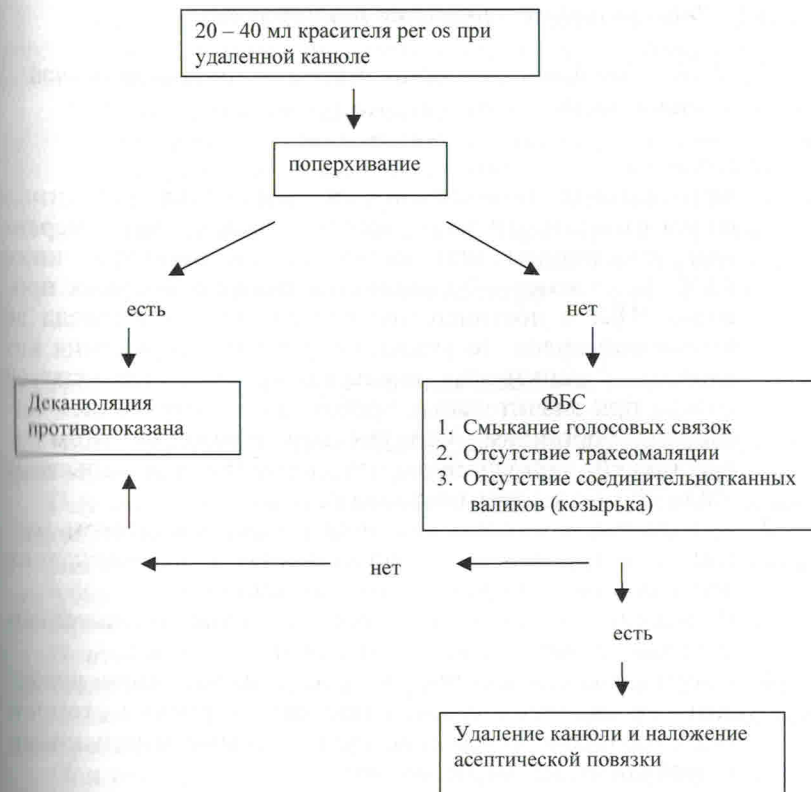 20 – 40 мл красителя per os при
удаленной канюле
поперхивание
есть
нет
Деканюляция
противопоказана
ФБС
1. Смыкание голосовых связок
2. Отсутствие трахеомаляции
3. Отсутствие соединительнотканных
валиков (козырька)
нет
есть
Удаление канюли и наложение
асептической повязки